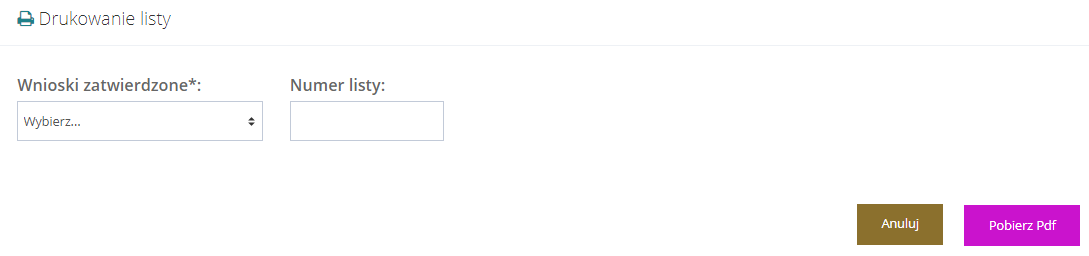 Drukowanie listy
Wnioski zatwierdzone*:
Numer listy:
Wybierz...
Anuluj
Pobierz Pdf